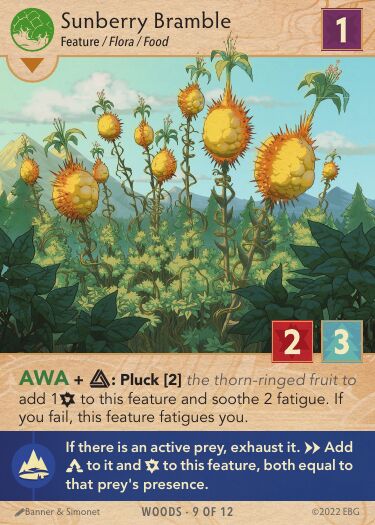 Sunberry Bramble
1
Feature / Flora / Food
2 3
AWA + : Pluck [2] the thorn-ringed fruit to
add 1 to this feature and soothe 2 fatigue. If
you fail, this feature fatigues you.
If there is an active prey, exhaust it. Add
to it and to this feature, both equal to
that prey's presence.
Banner & Simonet WOODS - 9 OF 12 ©2022 EBG